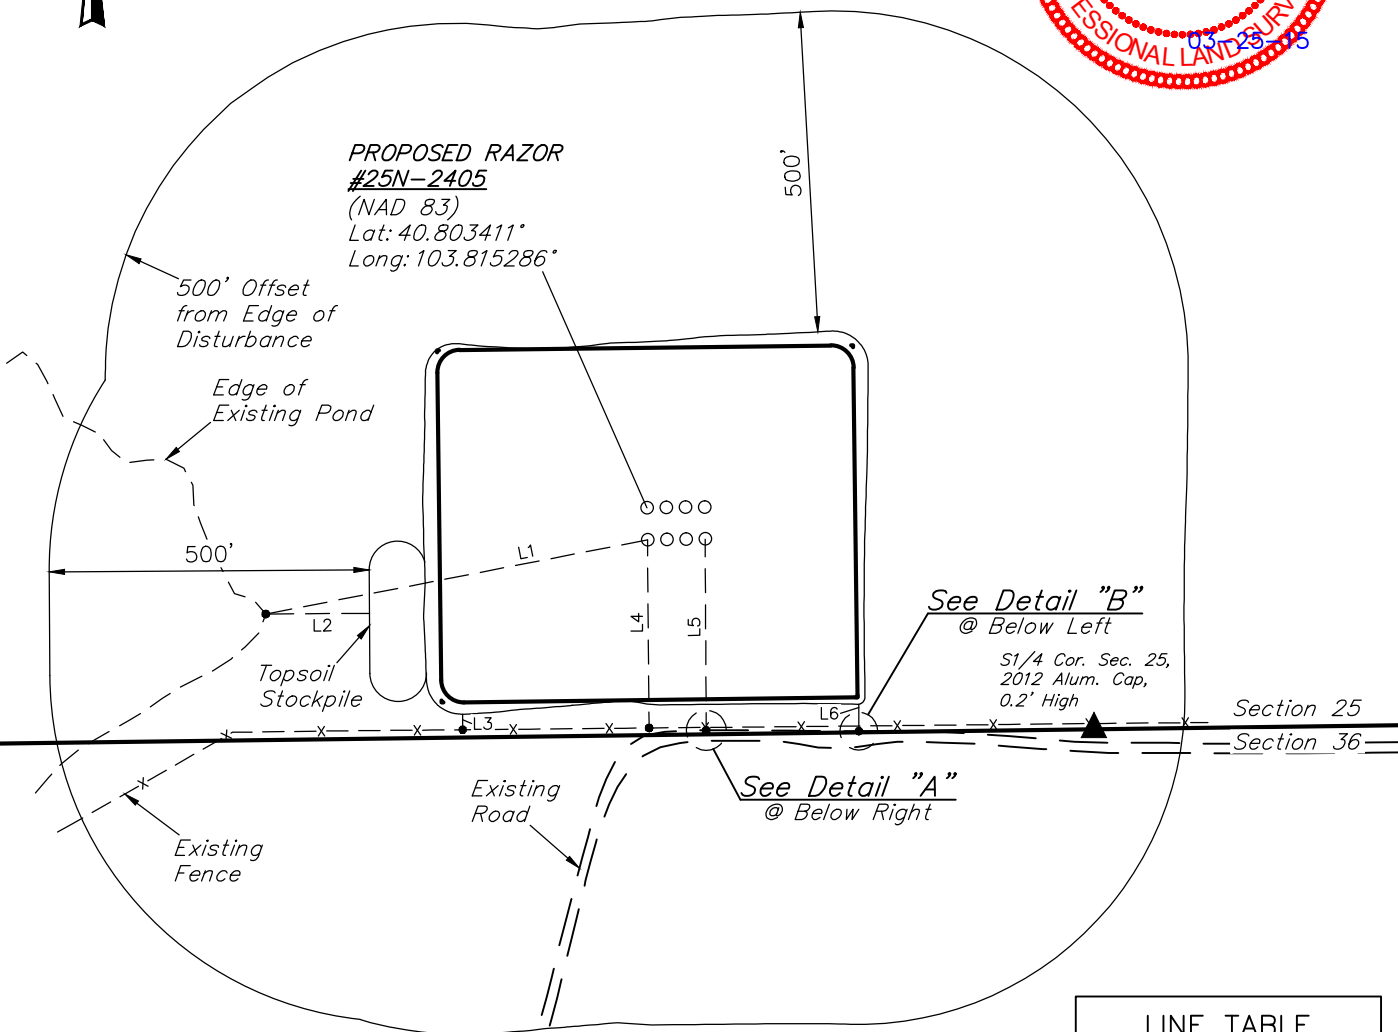 ESSIONAL LAND SURV
03-25-15
500'
PROPOSED RAZOR
#25N-2405
(NAD 83)
Lat: 40.803411°
Long: 103.815286°
500' Offset
from Edge of
Disturbance
Edge of
Existing Pond
500'
L1
L2
L4
L5
Topsoil
Stockpile
See Detail "B"
@ Below Left
S1/4 Cor. Sec. 25,
2012 Alum. Cap,
0.2' High
L3
L6
Section 25
Section 36
See Detail "A"
@ Below Right
Existing
Road
Existing
Fence
LINE TABLE